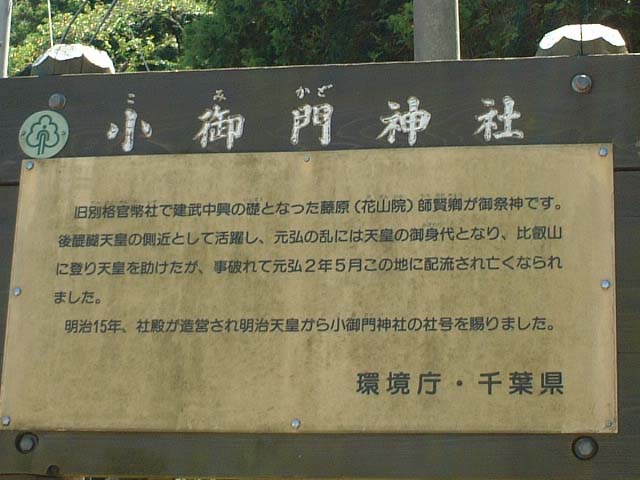 こ み かど
小御門神社
旧別格官幣社で建武中興の礎となった藤原（花山院）師賢卿が御祭神です。
後醍醐天皇の側近として活躍し、元弘の乱には天皇の御身代となり、比叡山
に登り天皇を助けたが、事破れて元弘2年5月この地に配流され亡くなられ
ました。
明治15年、社殿が造営され明治天皇から小御門神社の社号を賜りました。
環境庁・千葉県